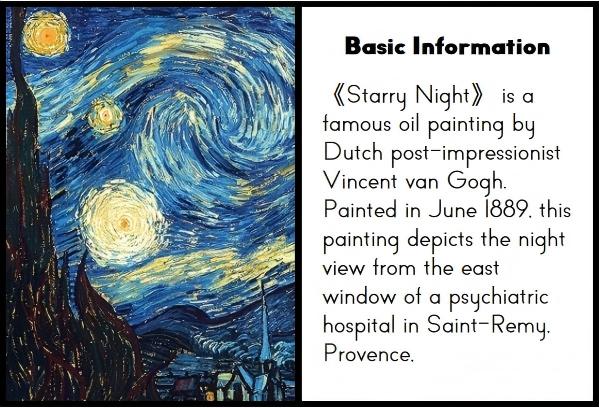 Basic Information
《Starry Night》 is a
famous oil painting by
Dutch post-impressionist
Vincent van Gogh.
Painted in June 1889, this
painting depicts the night
view from the east
window of a psychiatric
hospital in Saint-Remy,
Provence.